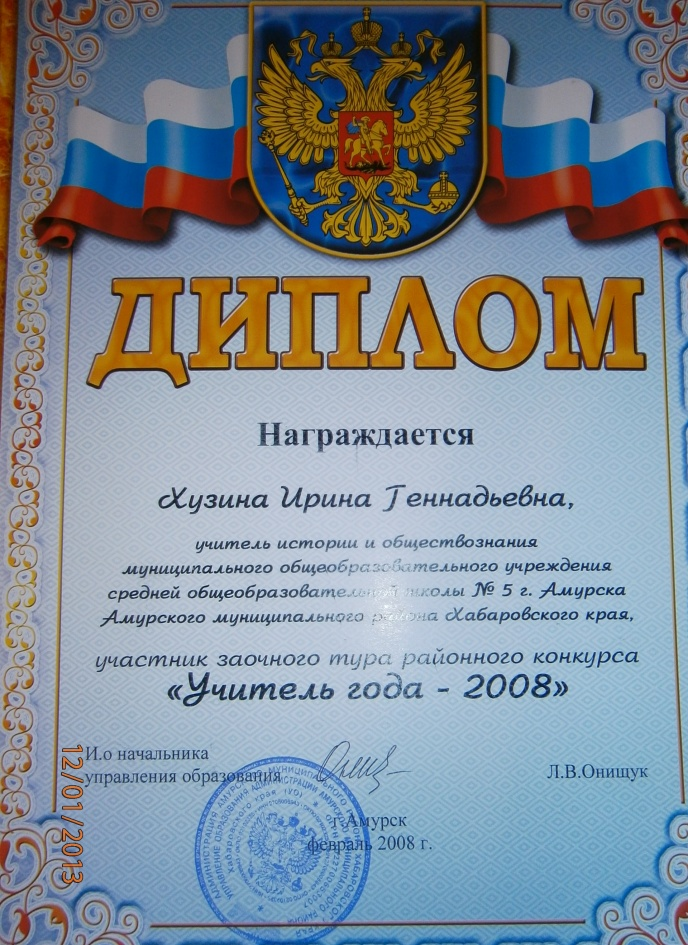 ДИПЛОМ
Награждается
Хузина Ирина Геннадьевна,
учитель истории и обществознания
муниципального общеобразовательного учреждения
средней общеобразовательной школы № 5 г. Амурска
Амурского муниципального района Хабаровского края,
участник заочного тура районного конкурса
«Учитель года - 2008»
И.о начальника
управления образования
Л.В.Онищук
г.Амурск
февраль 2008 г.
12/01/2013